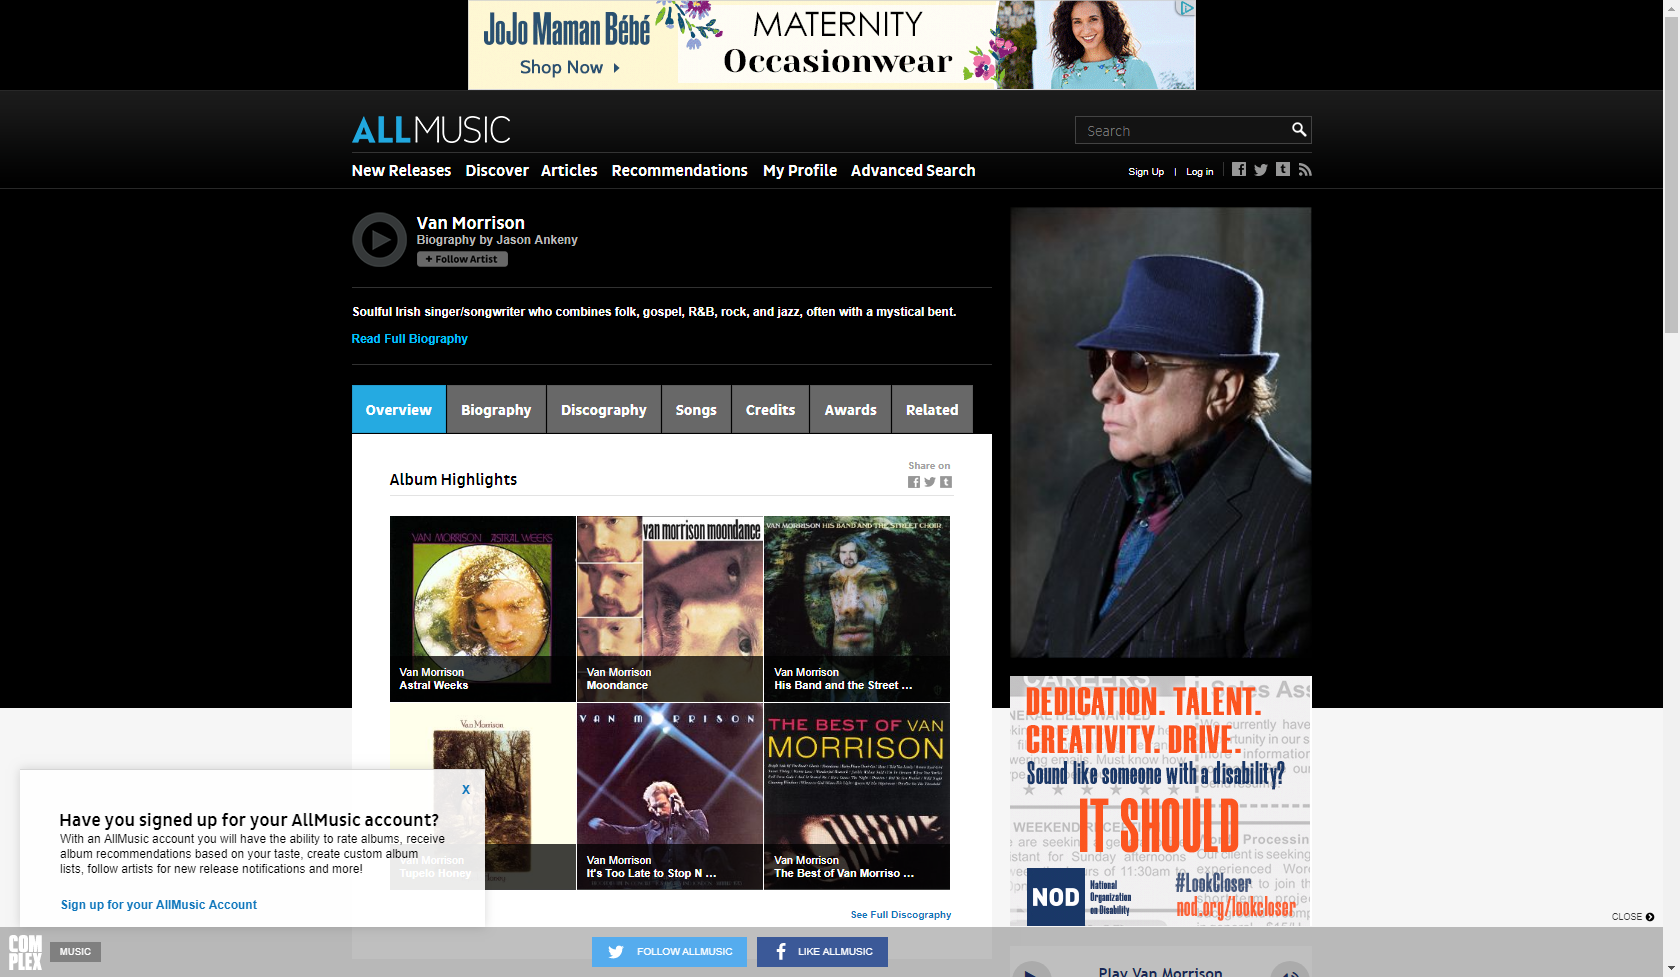 JoJo Maman Bébé
Shop Now
MATERNITY
Occasionwear
ALLMUSIC
Search
New Releases Discover Articles Recommendations My Profile Advanced Search
Sign Up | Log in
Van Morrison
Biography by Jason Ankeny
+ Follow Artist
Soulful Irish singer/songwriter who combines folk, gospel, R&B, rock, and jazz, often with a mystical bent.
Read Full Biography
Overview Biography Discography Songs Credits Awards Related
Album Highlights
Share on
VAN MORRISON ASTRAL WEEKS
Van Morrison
Astral Weeks
van morrison moondance
Van Morrison
Moondance
VAN MORRISON HIS BAND AND THE STREET CHOIR
Van Morrison
His Band and the Street ...
Van Morrison
Van Morrison
Tupelo Honey
VAN MORRISON
Van Morrison
It's Too Late to Stop N ...
THE BEST OF VAN
MORRISON
Van Morrison
The Best of Van Morriso ...
See Full Discography
X
Have you signed up for your AllMusic account?
With an AllMusic account you will have the ability to rate albums, receive
album recommendations based on your taste, create custom album
lists, follow artists for new release notifications and more!
Sign up for your AllMusic Account
DEDICATION. TALENT.
CREATIVITY. DRIVE.
Sound like someone with a disability?
IT SHOULD
NOD
National
Organization
on Disability
#LookCloser
nod.org/lookcloser
CLOSE
COMPLEX
MUSIC
FOLLOW ALLMUSIC
LIKE ALLMUSIC
Play Van Morrison